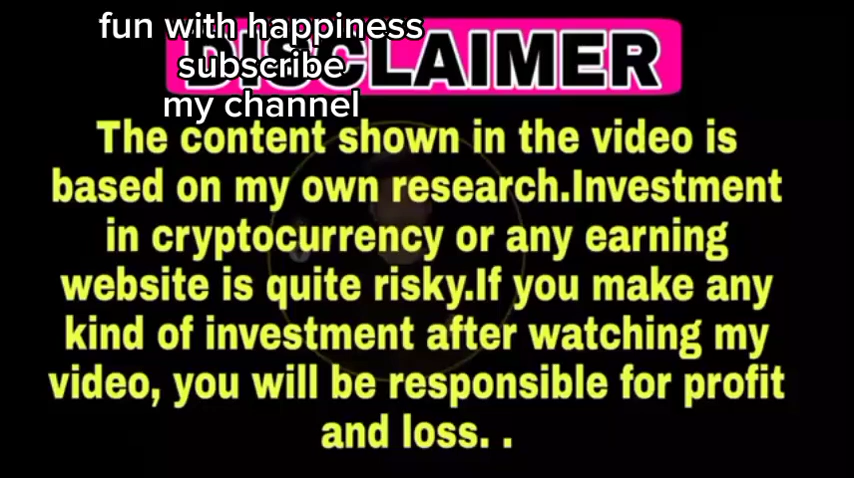 fun with happiness
DISCLAIMER
subscribe
my channel
The content shown in the video is
based on my own research.Investment
in cryptocurrency or any earning
website is quite risky.If you make any
kind of investment after watching my
video, you will be responsible for profit
and loss. .